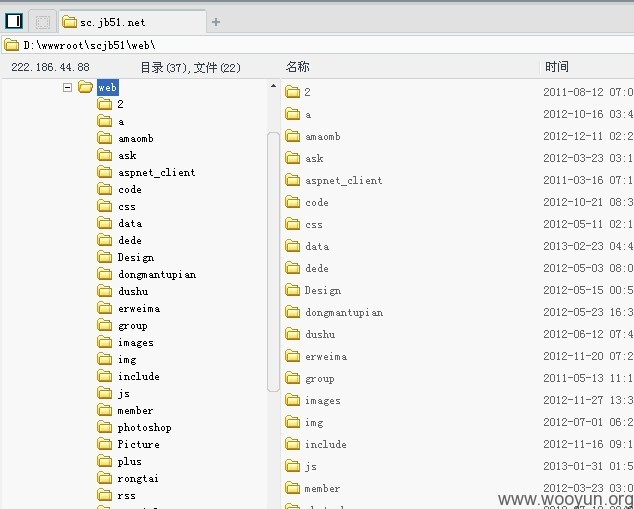 sc.jb51.net
D:\wwwroot\scjb51\web\
222.186.44.88 目录(37),文件(22) 名称 时间
web
2
a
amaomb
ask
aspnet_client
code
css
data
dede
Design
dongmantupian
dushu
erweima
group
images
img
include
js
member
photoshop
Picture
plus
rongtai
rss
2 2011-08-12 07:0
a 2012-10-16 03:4
amaomb 2012-12-11 02:2
ask 2012-03-23 03:1
aspnet_client 2011-03-16 07:1
code 2012-10-21 08:3
css 2012-05-11 02:1
data 2013-02-23 04:4
dede 2012-05-03 08:0
Design 2012-05-15 00:5
dongmantupian 2012-05-23 16:3
dushu 2012-06-12 07:4
erweima 2012-11-20 07:2
group 2011-05-13 11:1
images 2012-11-27 13:3
img 2012-07-01 06:2
include 2012-11-16 09:1
js 2013-01-31 01:5
member 2012-03-23 03:0
www.wooyun.org